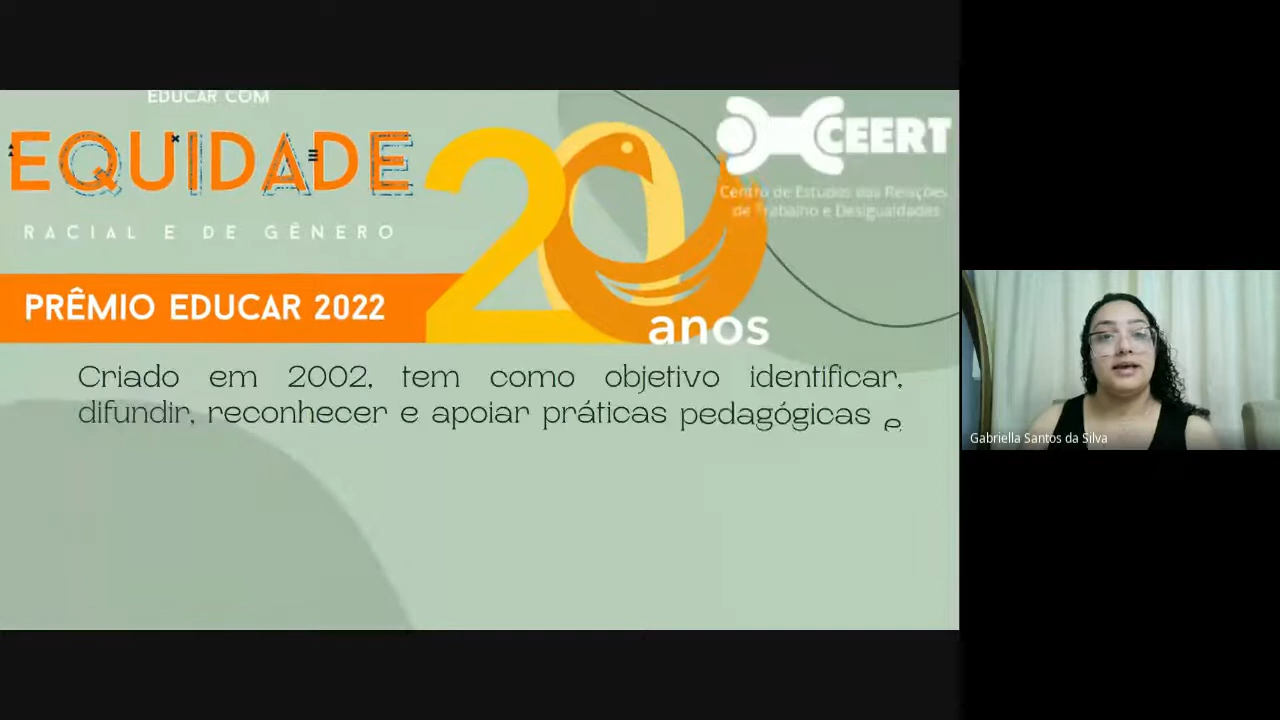 EDUCAR COM
EQUIDADE
RACIAL E DE GÊNERO
PRÊMIO EDUCAR 2022
20
anos
CEERT
Centro de Estudos das Relações
de Trabalho e Desigualdades
Criado em 2002, tem como objetivo identificar,
difundir, reconhecer e apoiar práticas pedagógicas e
Gabriella Santos da Silva